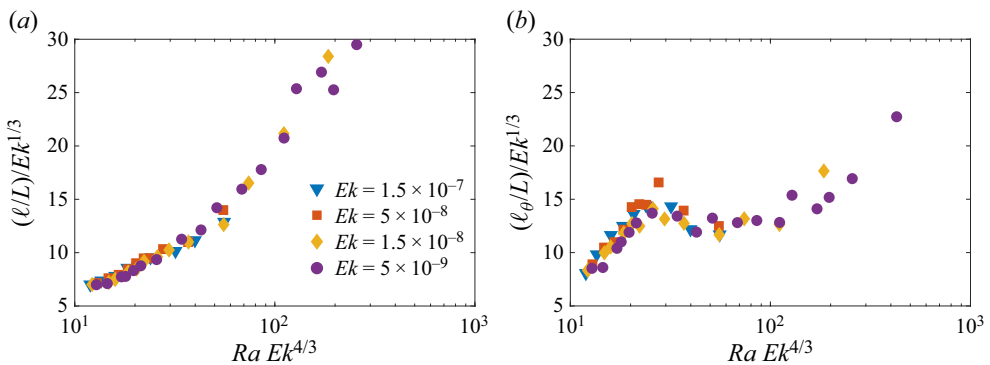 (a)
(b)
30
25
20
15
10
5
(ℓ/L)/Ek^{1/3}
10^1
10^2
10^3
Ra Ek^{4/3}
Ek = 1.5 × 10^{-7}
Ek = 5 × 10^{-8}
Ek = 1.5 × 10^{-8}
Ek = 5 × 10^{-9}
30
25
20
15
10
5
(ℓ_θ/L)/Ek^{1/3}
10^1
10^2
10^3
Ra Ek^{4/3}